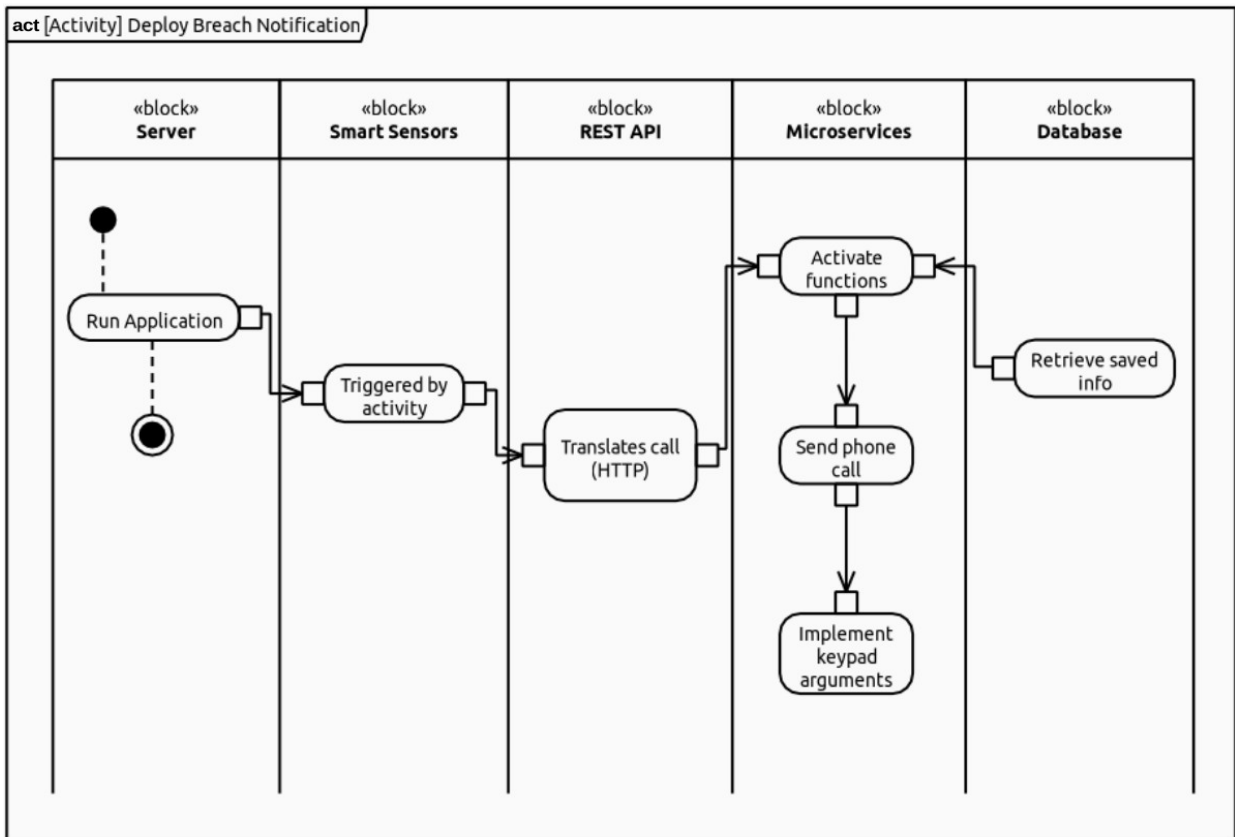 act [Activity] Deploy Breach Notification
«block»
Server
«block»
Smart Sensors
«block»
REST API
«block»
Microservices
«block»
Database
Run Application
Triggered by
activity
Translates call
(HTTP)
Activate
functions
Send phone
call
Implement
keypad
arguments
Retrieve saved
info